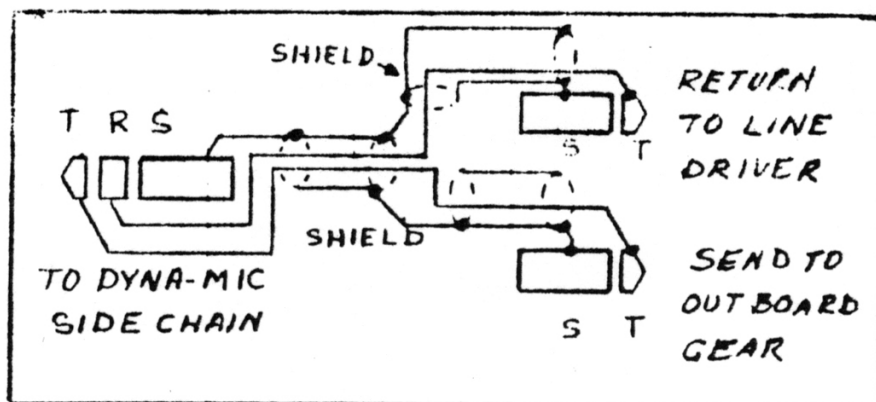 SHIELD
T R S
S T
RETURN
TO LINE
DRIVER
SHIELD
TO DYNA-MIC
SIDE CHAIN
S T
SEND TO
OUTBOARD
GEAR